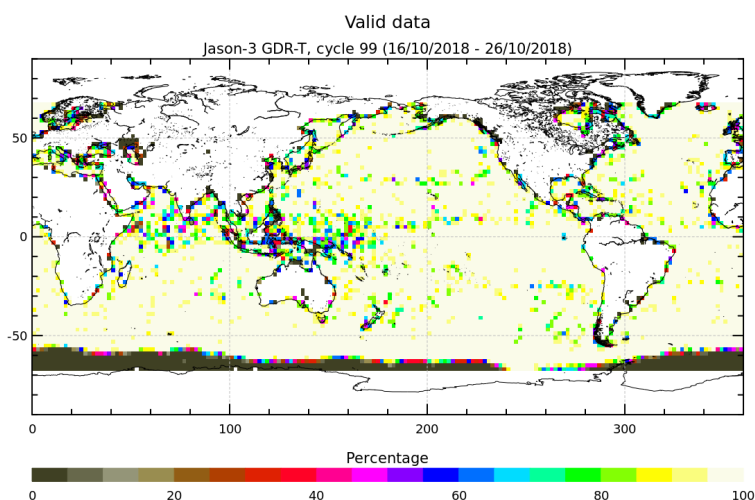 Valid data
Jason-3 GDR-T, cycle 99 (16/10/2018 - 26/10/2018)
50
0
-50
0 100 200 300
Percentage
0 20 40 60 80 100